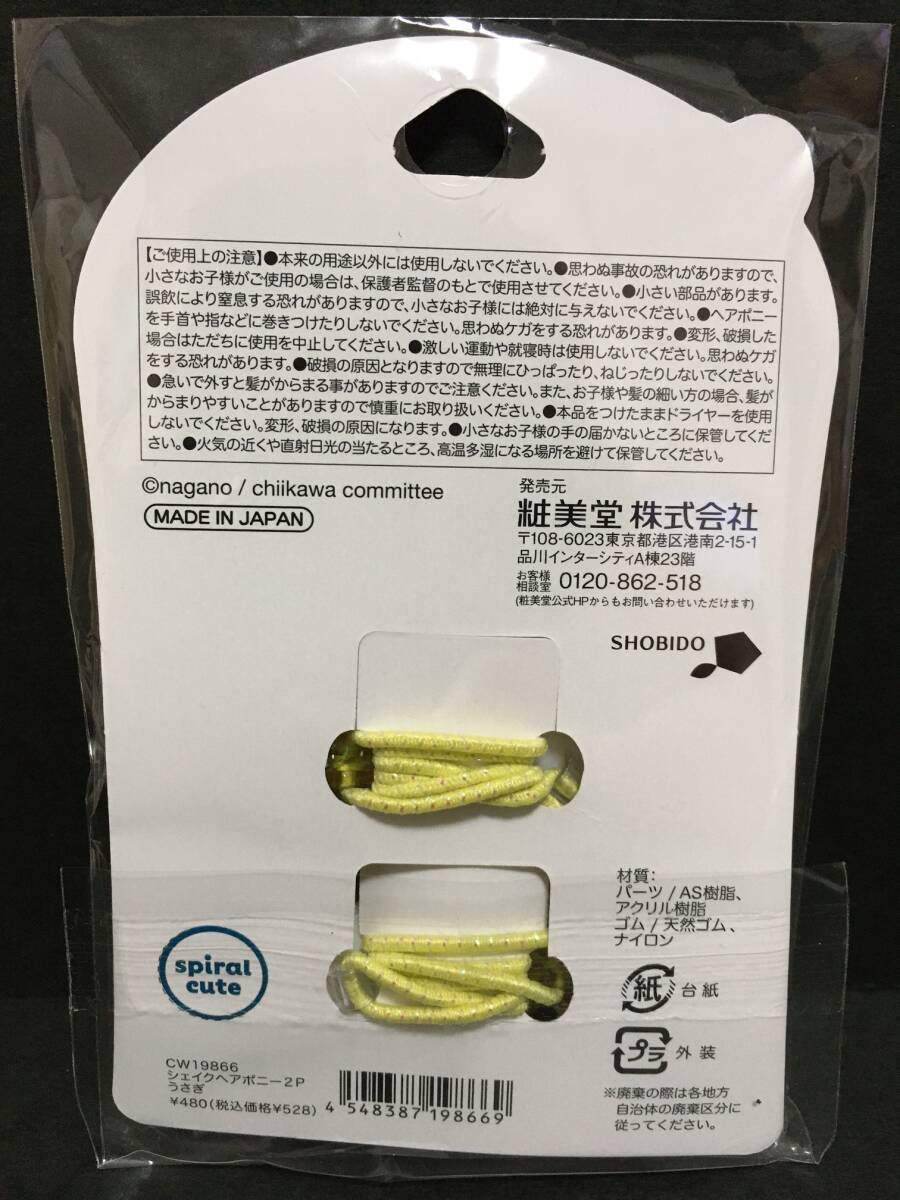 【ご使用上の注意】●本来の用途以外には使用しないでください。●思わぬ事故の恐れがありますので、
小さなお子様がご使用の場合は、保護者監督のもとで使用させてください。●小さい部品があります。
誤飲により窒息する恐れがありますので、小さなお子様には絶対に与えないでください。●ヘアポニー
を手首や指などに巻きつけたりしないでください。思わぬケガをする恐れがあります。●変形、破損した
場合はただちに使用を中止してください。●激しい運動や就寝時は使用しないでください。思わぬケガ
をする恐れがあります。●破損の原因となりますので無理にひっぱったり、ねじったりしないでください。
●急いで外すと髪がからまる事がありますのでご注意ください。また、お子様や髪の細い方の場合、髪が
からまりやすいことがありますので慎重にお取り扱いください。●本品をつけたままドライヤーを使用
しないでください。変形、破損の原因になります。●小さなお子様の手の届かないところに保管してくだ
さい。●火気の近くや直射日光の当たるところ、高温多湿になる場所を避けて保管してください。
©nagano / chiikawa committee
MADE IN JAPAN
発売元
粧美堂 株式会社
〒108-6023東京都港区港南2-15-1
品川インターシティA棟23階
お客様相談室 0120-862-518
(粧美堂公式HPからもお問い合わせいただけます)
SHOBIDO
材質:
パーツ/AS樹脂、
アクリル樹脂
ゴム/天然ゴム、
ナイロン
紙 台紙
プラ 外装
※廃棄の際は各地方
自治体の廃棄区分に
従ってください。
spiral
cute
CW19866
シェイクヘアポニー2P
うさぎ
¥480(税込価格¥528)
4 548387 198669